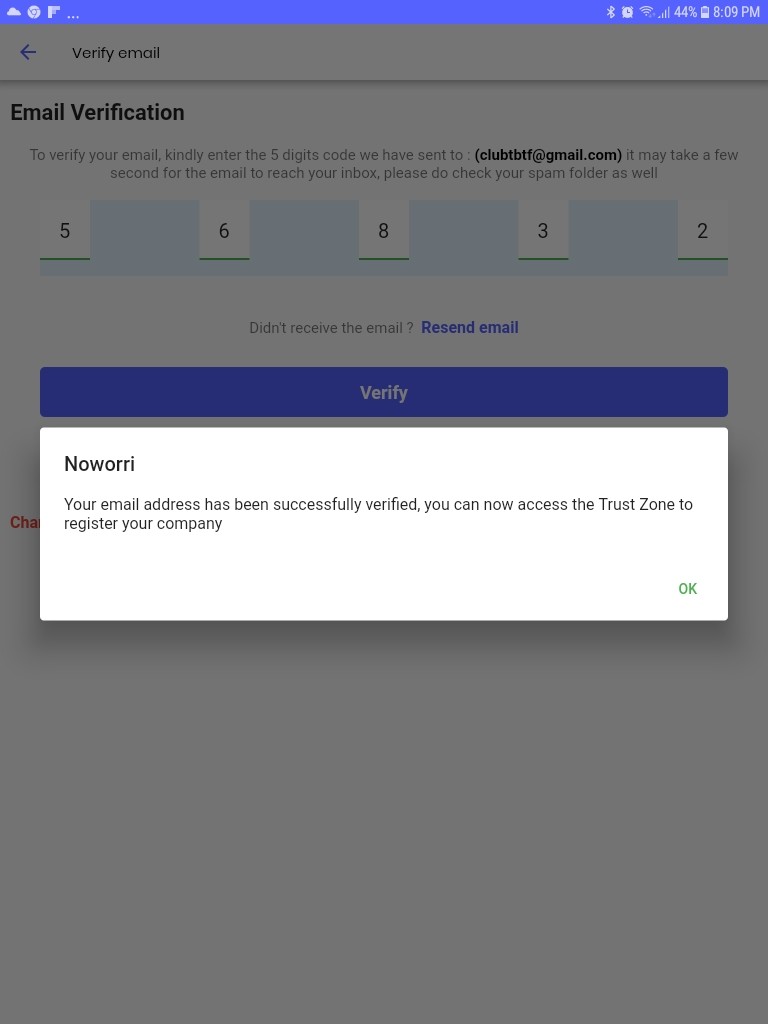 44% 8:09 PM
Verify email
Email Verification
To verify your email, kindly enter the 5 digits code we have sent to : (clubtbtf@gmail.com) it may take a few
second for the email to reach your inbox, please do check your spam folder as well
5 6 8 3 2
Didn't receive the email ? Resend email
Verify
Noworri
Your email address has been successfully verified, you can now access the Trust Zone to
register your company
OK